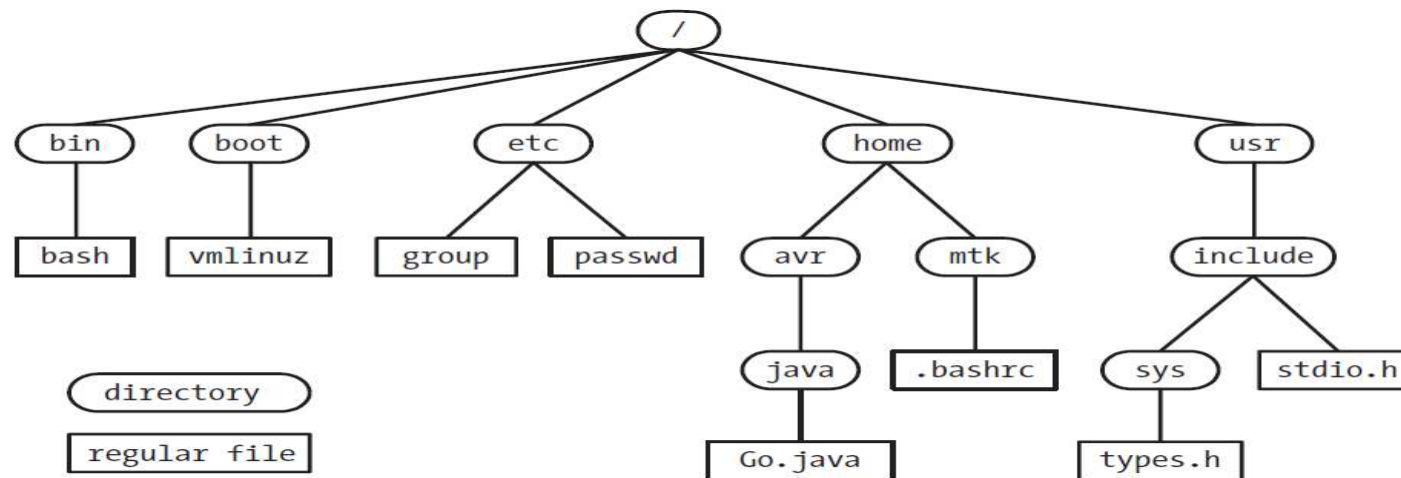 /
bin boot etc home usr
bash vmlinuz group passwd avr mtk include
java .bashrc sys stdio.h
directory
regular file Go.java types.h